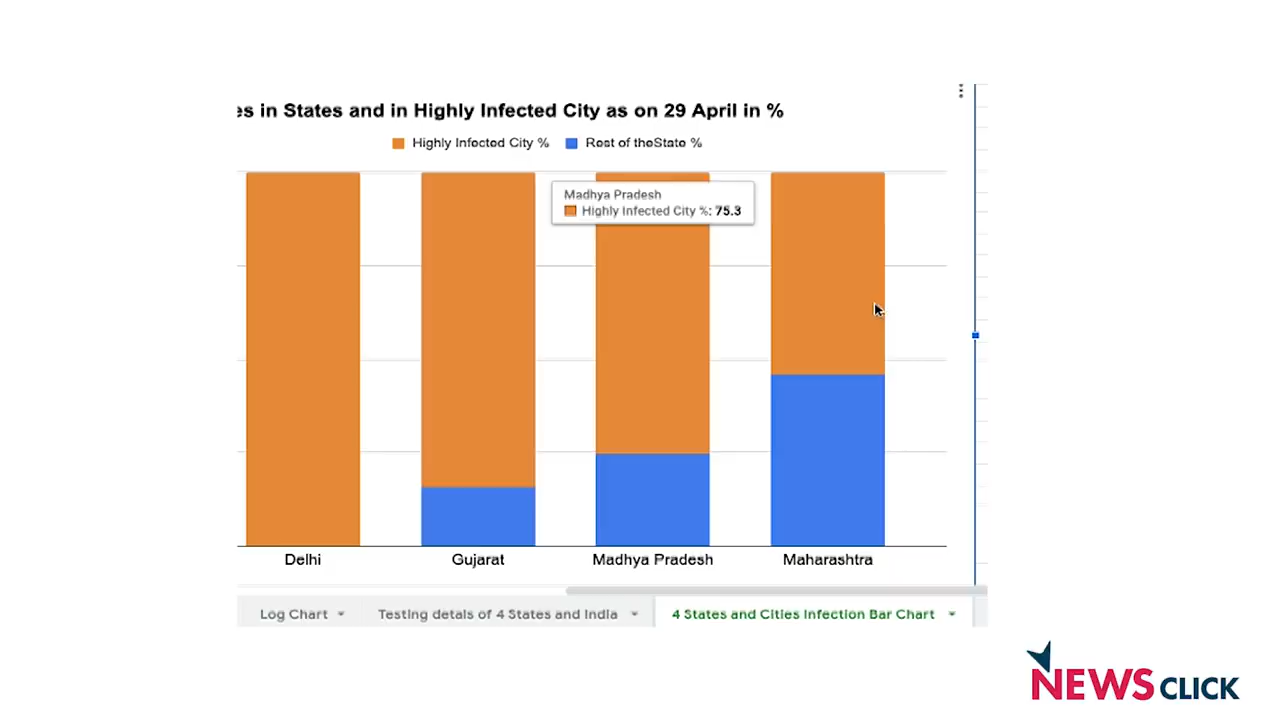 es in States and in Highly Infected City as on 29 April in %
Highly Infected City % Rest of theState %
Madhya Pradesh
Highly Infected City %: 75.3
Delhi Gujarat Madhya Pradesh Maharashtra
Log Chart Testing detals of 4 States and India 4 States and Cities Infection Bar Chart
NEWS CLICK